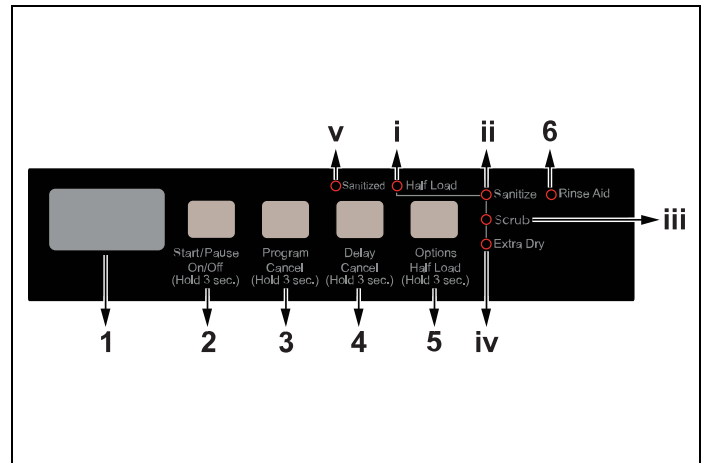 v i ii 6
Sanitized Half Load Sanitize Rinse Aid
Scrub iii
Extra Dry
Start/Pause
On/Off
(Hold 3 sec.)
Program
Cancel
(Hold 3 sec.)
Delay
Cancel
(Hold 3 sec.)
Options
Half Load
(Hold 3 sec.)
1 2 3 4 5 iv